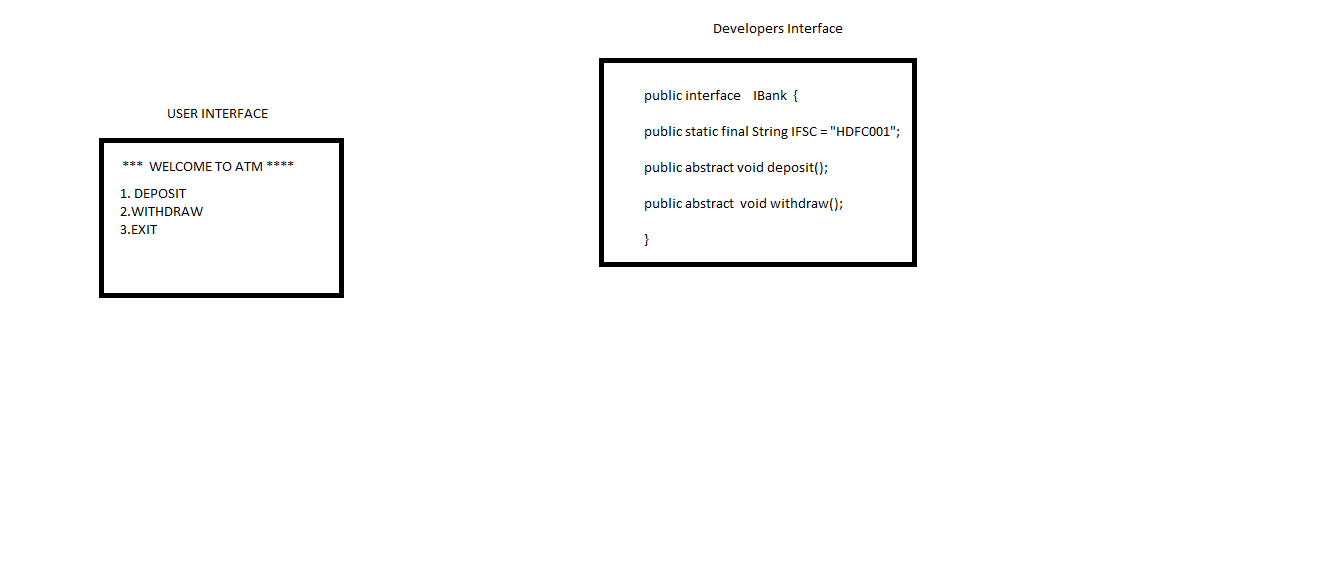 Developers Interface
public interface    IBank  {
public static final String IFSC = "HDFC001";
public abstract void deposit();
public abstract  void withdraw();
}
USER INTERFACE
***  WELCOME TO ATM ****
1. DEPOSIT
2.WITHDRAW
3.EXIT